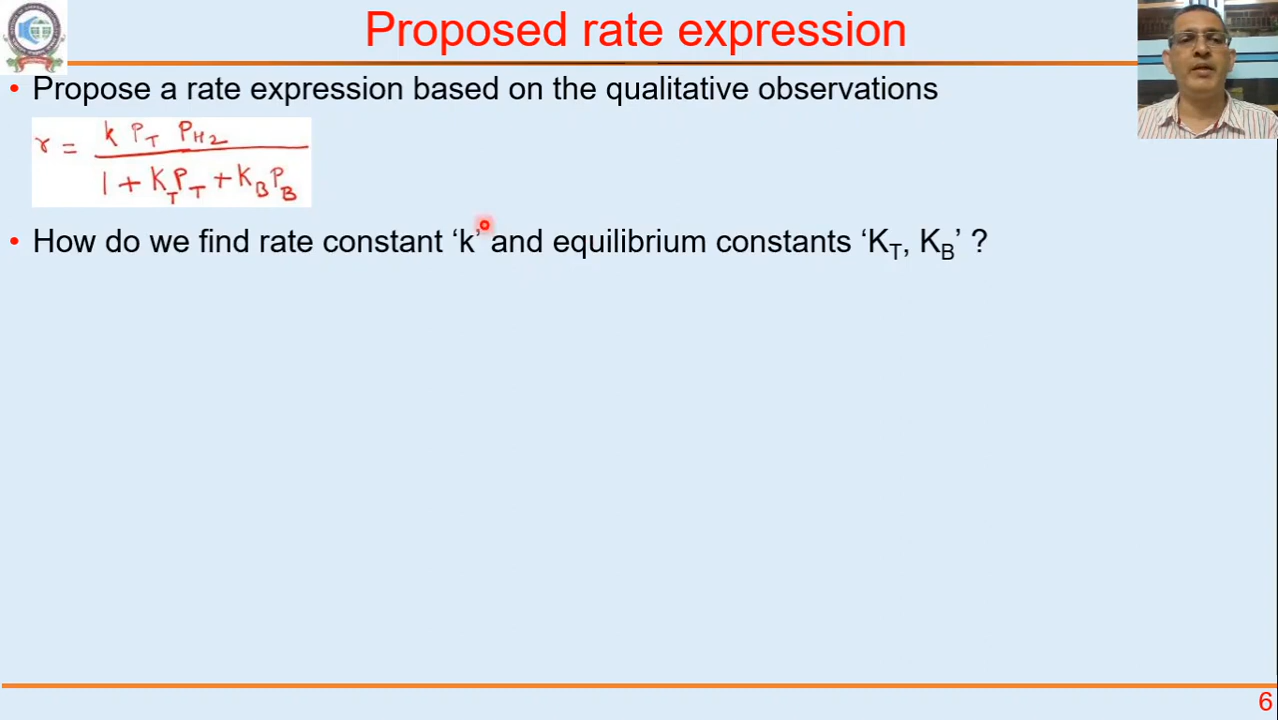 Proposed rate expression
• Propose a rate expression based on the qualitative observations
r = k P_T P_H2 / 1 + K_T P_T + K_B P_B
• How do we find rate constant ‘k’ and equilibrium constants ‘K_T, K_B’ ?
6